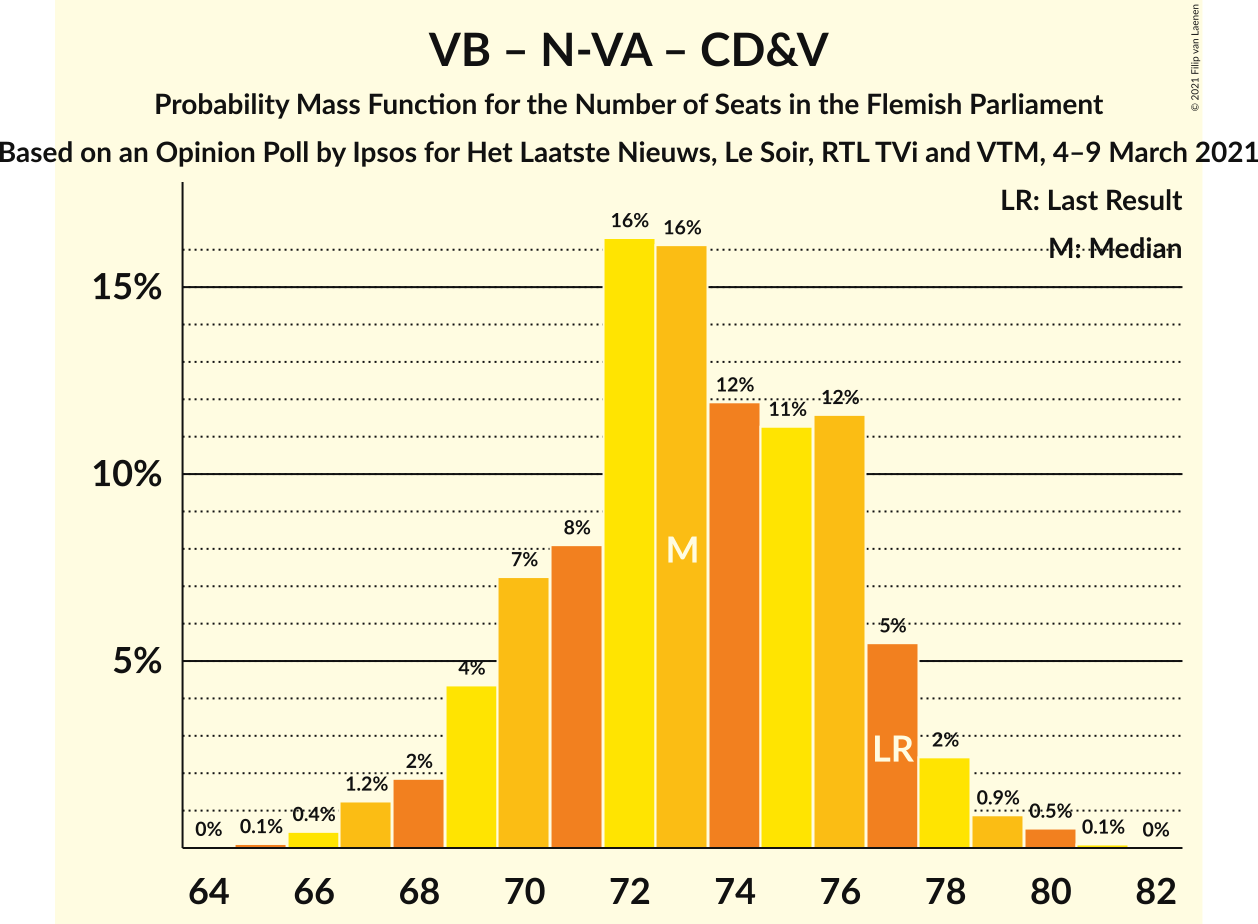 VB – N-VA – CD&V
Probability Mass Function for the Number of Seats in the Flemish Parliament
Based on an Opinion Poll by Ipsos for Het Laatste Nieuws, Le Soir, RTL TVi and VTM, 4–9 March 2021
© 2021 Filip van Laenen
LR: Last Result
M: Median
15%
10%
5%
0%
0.1%
0.4%
1.2%
2%
4%
7%
8%
16%
16%
12%
11%
12%
5%
2%
0.9%
0.5%
0.1%
0%
M
LR
64 66 68 70 72 74 76 78 80 82